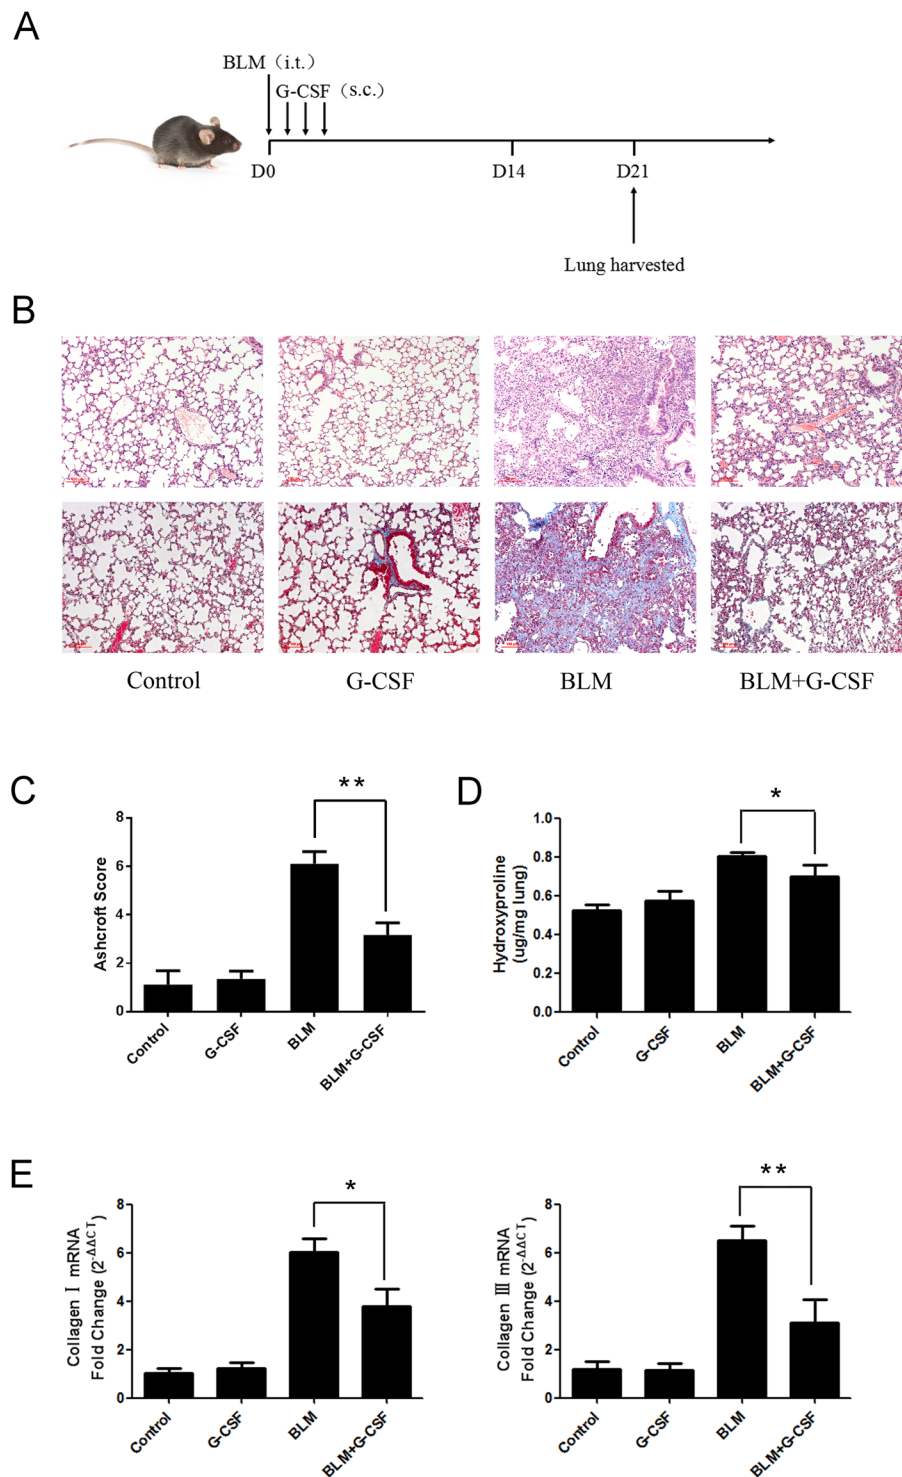 A
BLM（i.t.）
G-CSF（s.c.）
D0
D14
D21
Lung harvested
B
Control
G-CSF
BLM
BLM+G-CSF
C
**
Ashcroft Score
8
6
4
2
0
Control
G-CSF
BLM
BLM+G-CSF
D
*
Hydroxyproline
(ug/mg lung)
1.0
0.8
0.6
0.4
0.2
0.0
Control
G-CSF
BLM
BLM+G-CSF
E
*
Collagen Ⅰ mRNA
Fold Change (2^-ΔΔCT)
8
6
4
2
0
Control
G-CSF
BLM
BLM+G-CSF
**
Collagen Ⅲ mRNA
Fold Change (2^-ΔΔCT)
8
6
4
2
0
Control
G-CSF
BLM
BLM+G-CSF